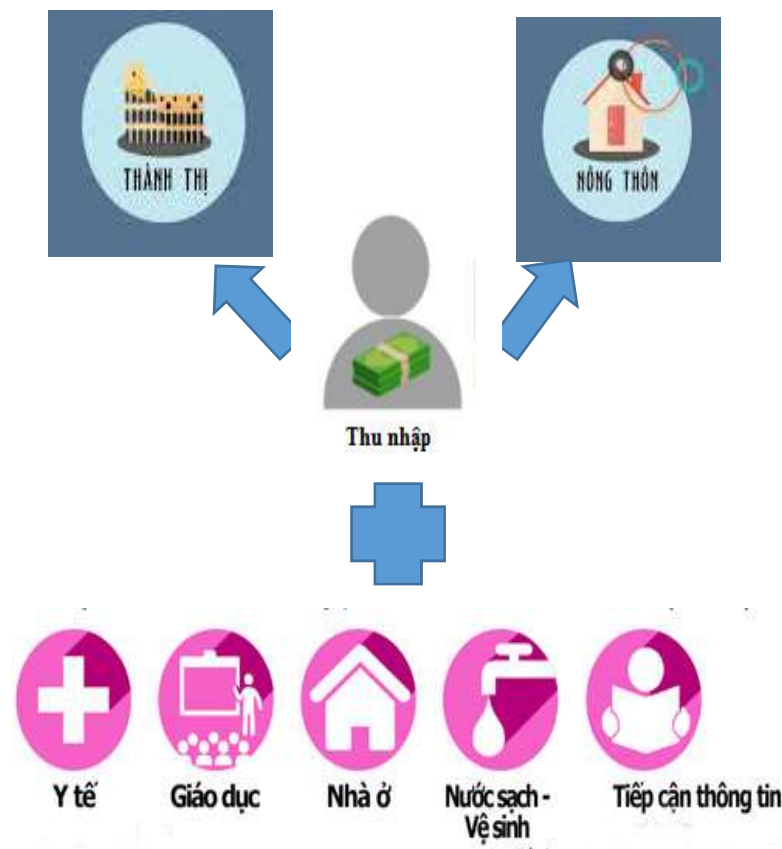 THÀNH THỊ
NÔNG THÔN
Thu nhập
Y tế
Giáo dục
Nhà ở
Nước sạch -
Vệ sinh
Tiếp cận thông tin